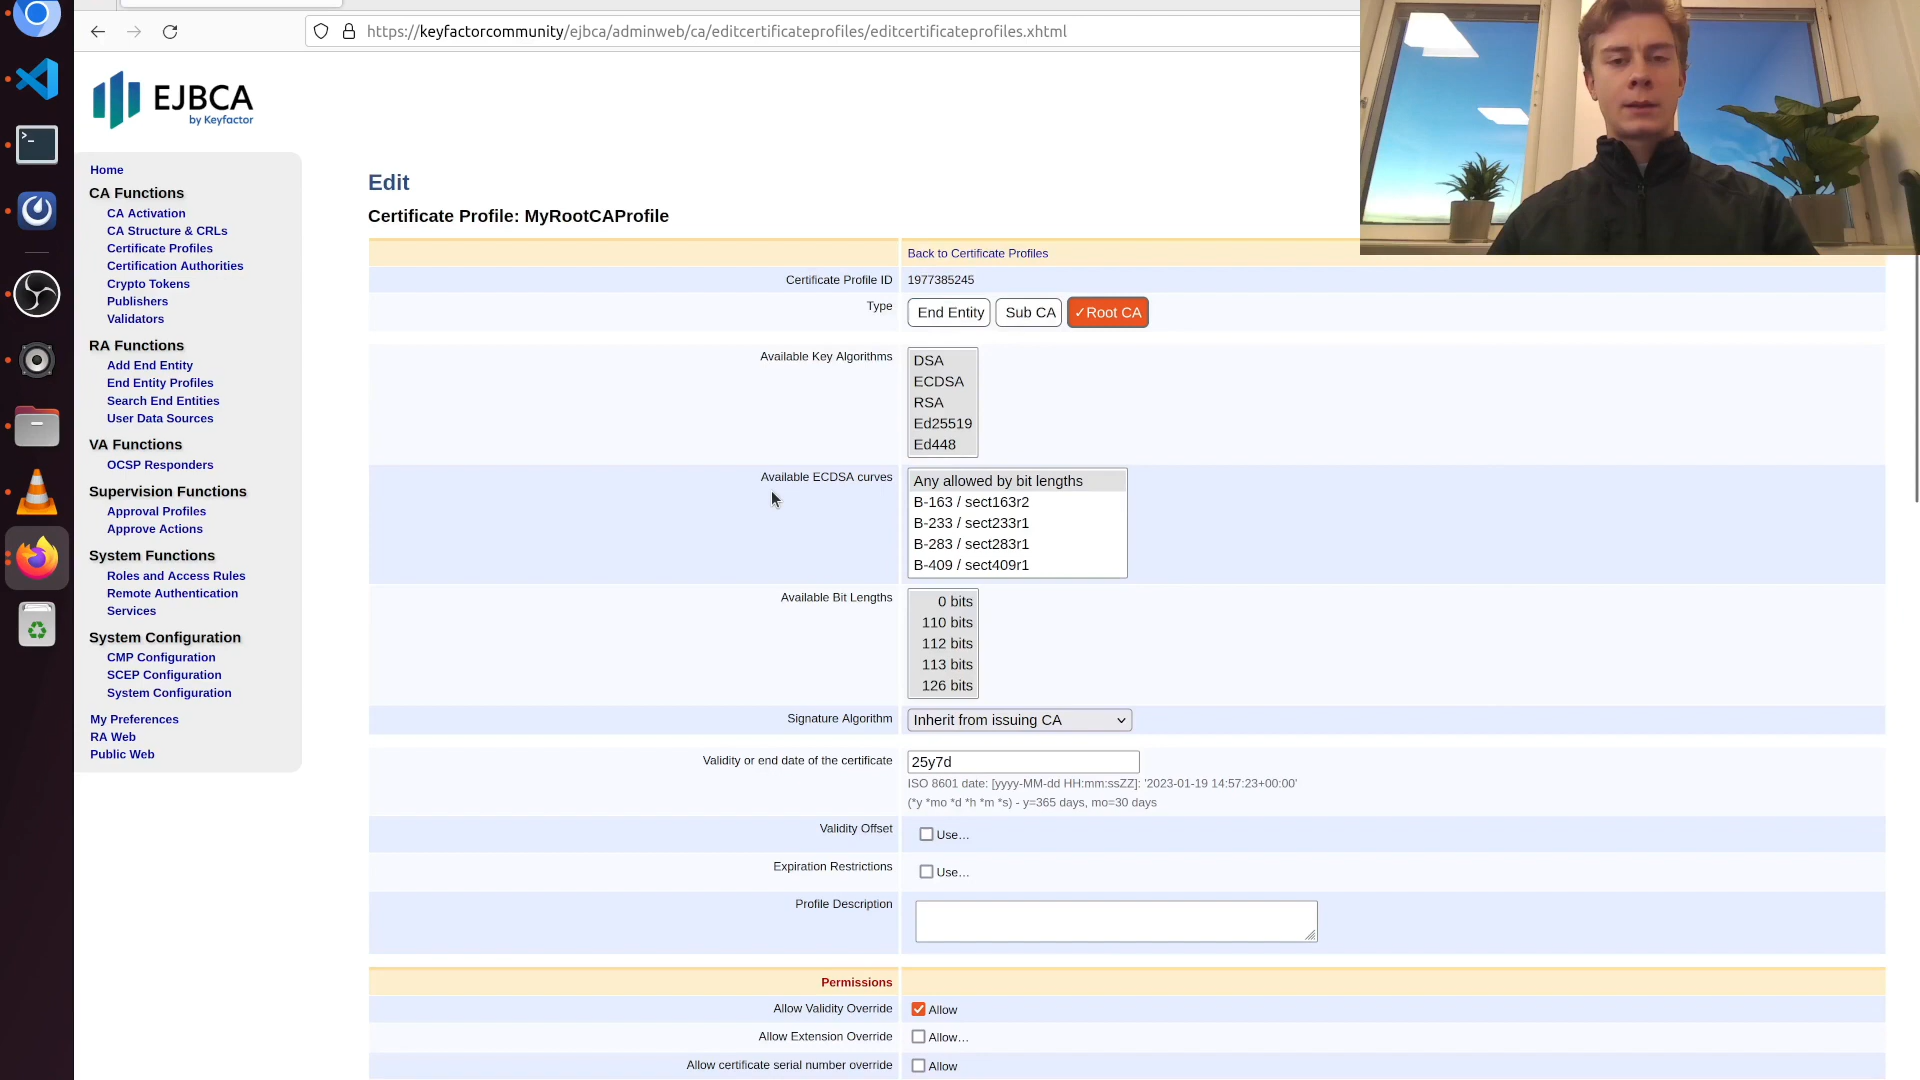 https://keyfactorcommunity/ejbca/adminweb/ca/editcertificateprofiles/editcertificateprofiles.xhtml
EJBCA
by Keyfactor
Home
CA Functions
CA Activation
CA Structure & CRLs
Certificate Profiles
Certification Authorities
Crypto Tokens
Publishers
Validators
RA Functions
Add End Entity
End Entity Profiles
Search End Entities
User Data Sources
VA Functions
OCSP Responders
Supervision Functions
Approval Profiles
Approve Actions
System Functions
Roles and Access Rules
Remote Authentication
Services
System Configuration
CMP Configuration
SCEP Configuration
System Configuration
My Preferences
RA Web
Public Web
Edit
Certificate Profile: MyRootCAProfile
Back to Certificate Profiles
Certificate Profile ID 1977385245
Type End Entity Sub CA ✓Root CA
Available Key Algorithms
DSA
ECDSA
RSA
Ed25519
Ed448
Available ECDSA curves
Any allowed by bit lengths
B-163 / sect163r2
B-233 / sect233r1
B-283 / sect283r1
B-409 / sect409r1
Available Bit Lengths
0 bits
110 bits
112 bits
113 bits
126 bits
Signature Algorithm Inherit from issuing CA
Validity or end date of the certificate 25y7d
ISO 8601 date: [yyyy-MM-dd HH:mm:ssZZ]: '2023-01-19 14:57:23+00:00'
(*y *mo *d *h *m *s) - y=365 days, mo=30 days
Validity Offset Use...
Expiration Restrictions Use...
Profile Description
Permissions
Allow Validity Override Allow
Allow Extension Override Allow...
Allow certificate serial number override Allow